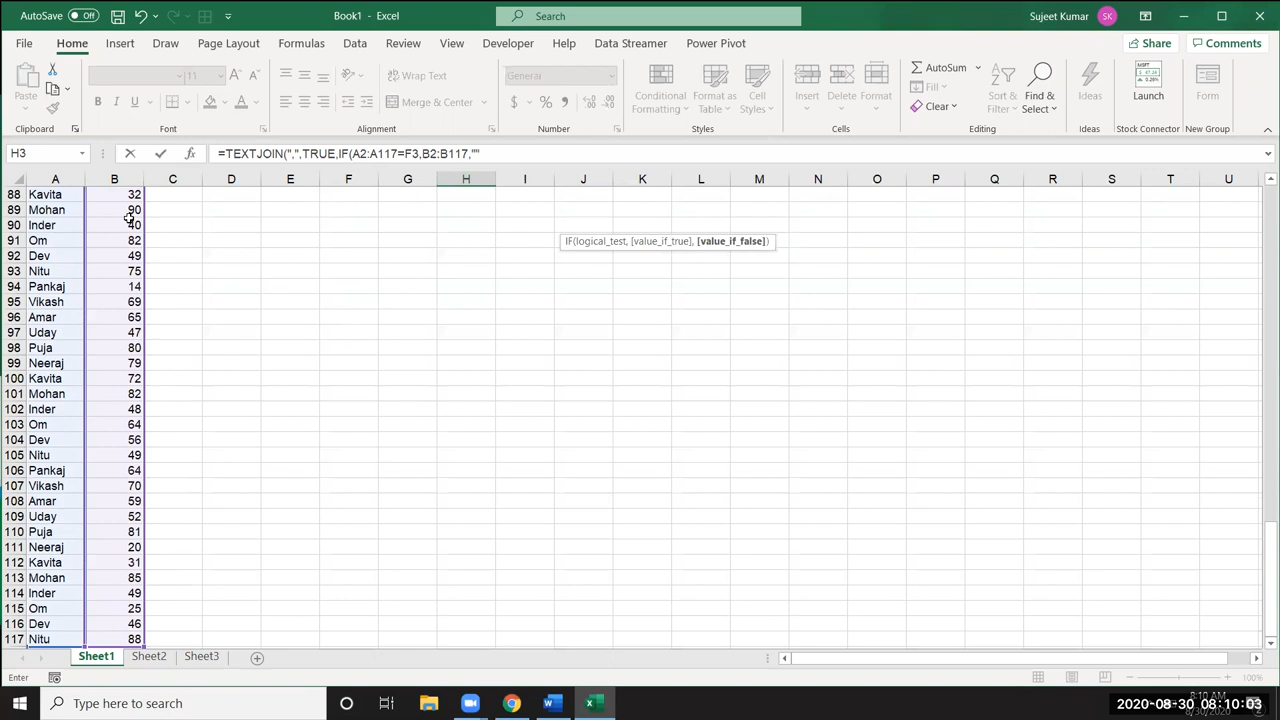 AutoSave Off Book1 - Excel Search Sujeet Kumar SK
File Home Insert Draw Page Layout Formulas Data Review View Developer Help Data Streamer Power Pivot Share Comments
Paste 11 A A Wrap Text General AutoSum
B I U A Merge & Center $ % Conditional Formatting Format as Table Cell Styles Insert Delete Format Fill Clear Sort & Filter Find & Select Ideas Launch Form
Clipboard Font Alignment Number Styles Cells Editing Ideas Stock Connector New Group
H3 fx =TEXTJOIN(",",TRUE,IF(A2:A117=F3,B2:B117,""
A B C D E F G H I J K L M N O P Q R S T U
88 Kavita 32
89 Mohan 90
90 Inder 40
91 Om 82
IF(logical_test, [value_if_true], [value_if_false])
92 Dev 49
93 Nitu 75
94 Pankaj 14
95 Vikash 69
96 Amar 65
97 Uday 47
98 Puja 80
99 Neeraj 79
100 Kavita 72
101 Mohan 82
102 Inder 48
103 Om 64
104 Dev 56
105 Nitu 49
106 Pankaj 64
107 Vikash 70
108 Amar 59
109 Uday 52
110 Puja 81
111 Neeraj 20
112 Kavita 31
113 Mohan 85
114 Inder 49
115 Om 25
116 Dev 46
117 Nitu 88
Sheet1 Sheet2 Sheet3
Enter 100%
Type here to search 2020-08-30 08:10:03